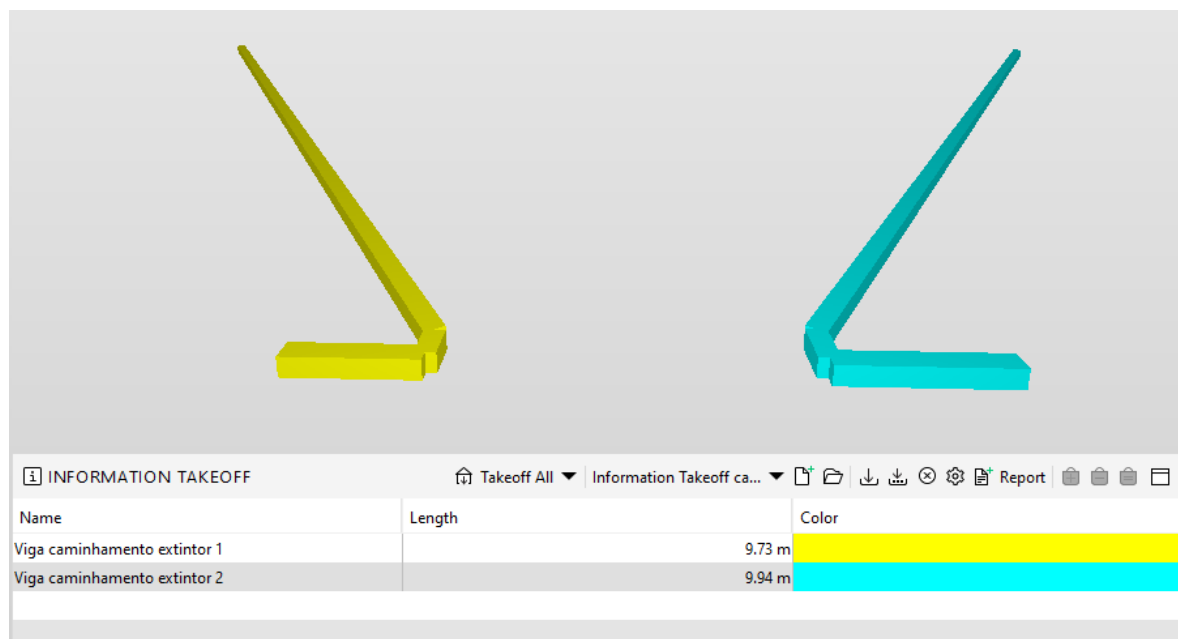 INFORMATION TAKEOFF Takeoff All Information Takeoff ca... Report
Name Length Color
Viga caminhamento extintor 1 9.73 m
Viga caminhamento extintor 2 9.94 m